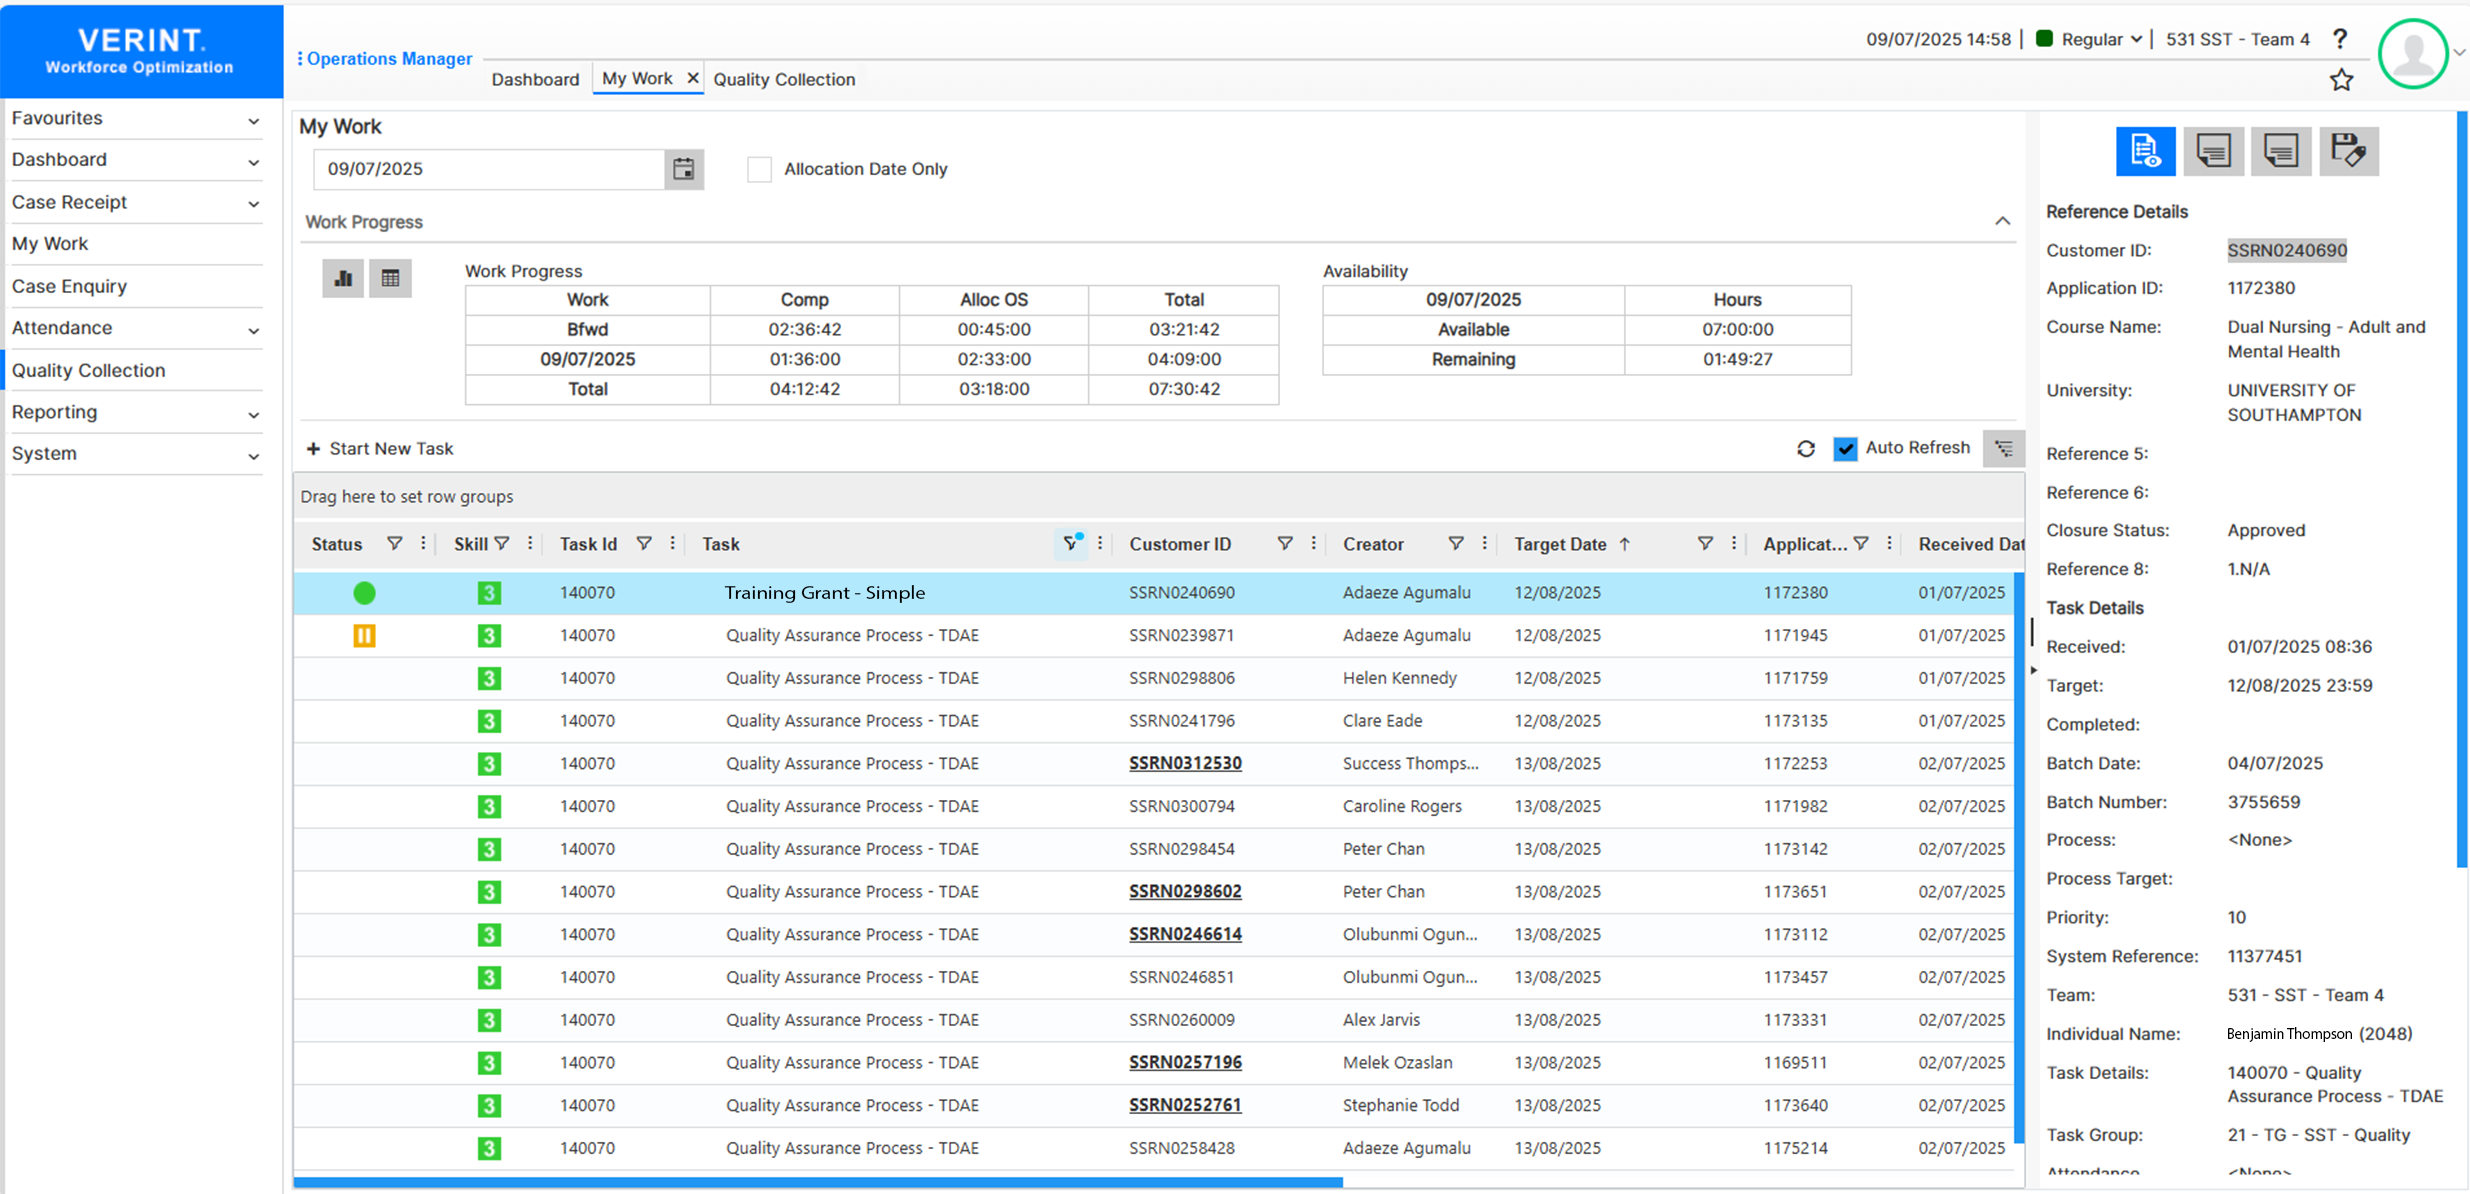 VERINT.
Workforce Optimization
Operations Manager
Dashboard My Work Quality Collection
09/07/2025 14:58 | Regular | 531 SST - Team 4 ?
Favourites
Dashboard
Case Receipt
My Work
Case Enquiry
Attendance
Quality Collection
Reporting
System
My Work
09/07/2025 Allocation Date Only
Work Progress
Work Progress
Work Comp Alloc OS Total
Bfwd 02:36:42 00:45:00 03:21:42
09/07/2025 01:36:00 02:33:00 04:09:00
Total 04:12:42 03:18:00 07:30:42
Availability
09/07/2025 Hours
Available 07:00:00
Remaining 01:49:27
+ Start New Task
Auto Refresh
Drag here to set row groups
Status Skill Task Id Task Customer ID Creator Target Date Applicat... Received Dat
3 140070 Training Grant - Simple SSRN0240690 Adaeze Agumalu 12/08/2025 1172380 01/07/2025
3 140070 Quality Assurance Process - TDAE SSRN0239871 Adaeze Agumalu 12/08/2025 1171945 01/07/2025
3 140070 Quality Assurance Process - TDAE SSRN0298806 Helen Kennedy 12/08/2025 1171759 01/07/2025
3 140070 Quality Assurance Process - TDAE SSRN0241796 Clare Eade 12/08/2025 1173135 01/07/2025
3 140070 Quality Assurance Process - TDAE SSRN0312530 Success Thomps... 13/08/2025 1172253 02/07/2025
3 140070 Quality Assurance Process - TDAE SSRN0300794 Caroline Rogers 13/08/2025 1171982 02/07/2025
3 140070 Quality Assurance Process - TDAE SSRN0298454 Peter Chan 13/08/2025 1173142 02/07/2025
3 140070 Quality Assurance Process - TDAE SSRN0298602 Peter Chan 13/08/2025 1173651 02/07/2025
3 140070 Quality Assurance Process - TDAE SSRN0246614 Olubunmi Ogun... 13/08/2025 1173112 02/07/2025
3 140070 Quality Assurance Process - TDAE SSRN0246851 Olubunmi Ogun... 13/08/2025 1173457 02/07/2025
3 140070 Quality Assurance Process - TDAE SSRN0260009 Alex Jarvis 13/08/2025 1173331 02/07/2025
3 140070 Quality Assurance Process - TDAE SSRN0257196 Melek Ozaslan 13/08/2025 1169511 02/07/2025
3 140070 Quality Assurance Process - TDAE SSRN0252761 Stephanie Todd 13/08/2025 1173640 02/07/2025
3 140070 Quality Assurance Process - TDAE SSRN0258428 Adaeze Agumalu 13/08/2025 1175214 02/07/2025
Reference Details
Customer ID: SSRN0240690
Application ID: 1172380
Course Name: Dual Nursing - Adult and
Mental Health
University: UNIVERSITY OF
SOUTHAMPTON
Reference 5:
Reference 6:
Closure Status: Approved
Reference 8: 1.N/A
Task Details
Received: 01/07/2025 08:36
Target: 12/08/2025 23:59
Completed:
Batch Date: 04/07/2025
Batch Number: 3755659
Process: <None>
Process Target:
Priority: 10
System Reference: 11377451
Team: 531 - SST - Team 4
Individual Name: Benjamin Thompson (2048)
Task Details: 140070 - Quality
Assurance Process - TDAE
Task Group: 21 - TG - SST - Quality
Attendance <None>